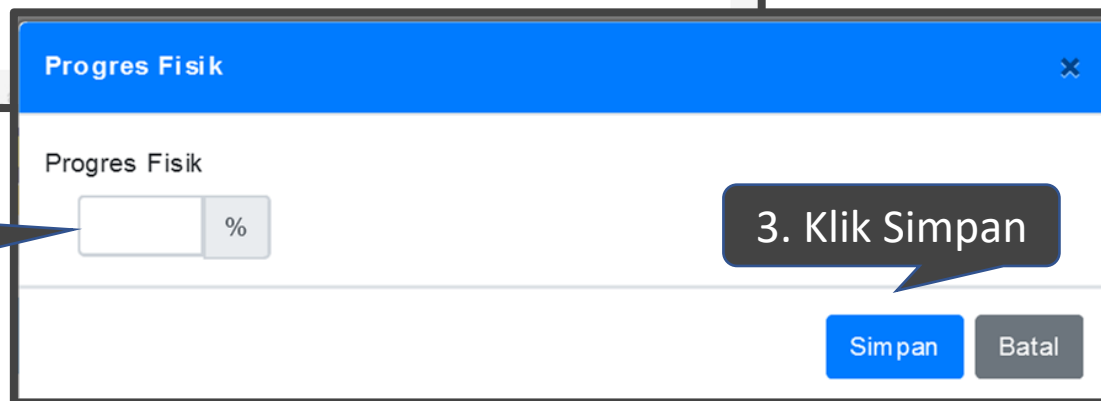 Progres Fisik
×
Progres Fisik
%
3. Klik Simpan
Simpan
Batal